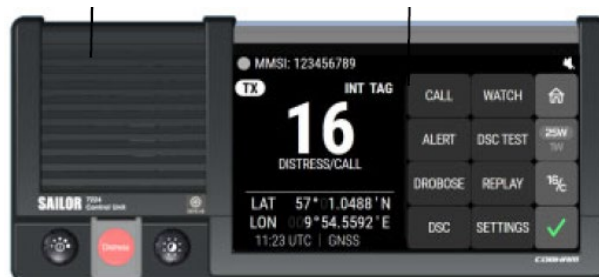 MMSI: 123456789
TX
INT TAG
16
DISTRESS/CALL
LAT 57°01.0488'N
LON 009°54.5592'E
11:23 UTC | GNSS
CALL WATCH
ALERT DSC TEST 25W
1W
DROBOSE REPLAY 16/c
DSC SETTINGS
SAILOR 7224
Control Unit
Distress
COBHAM